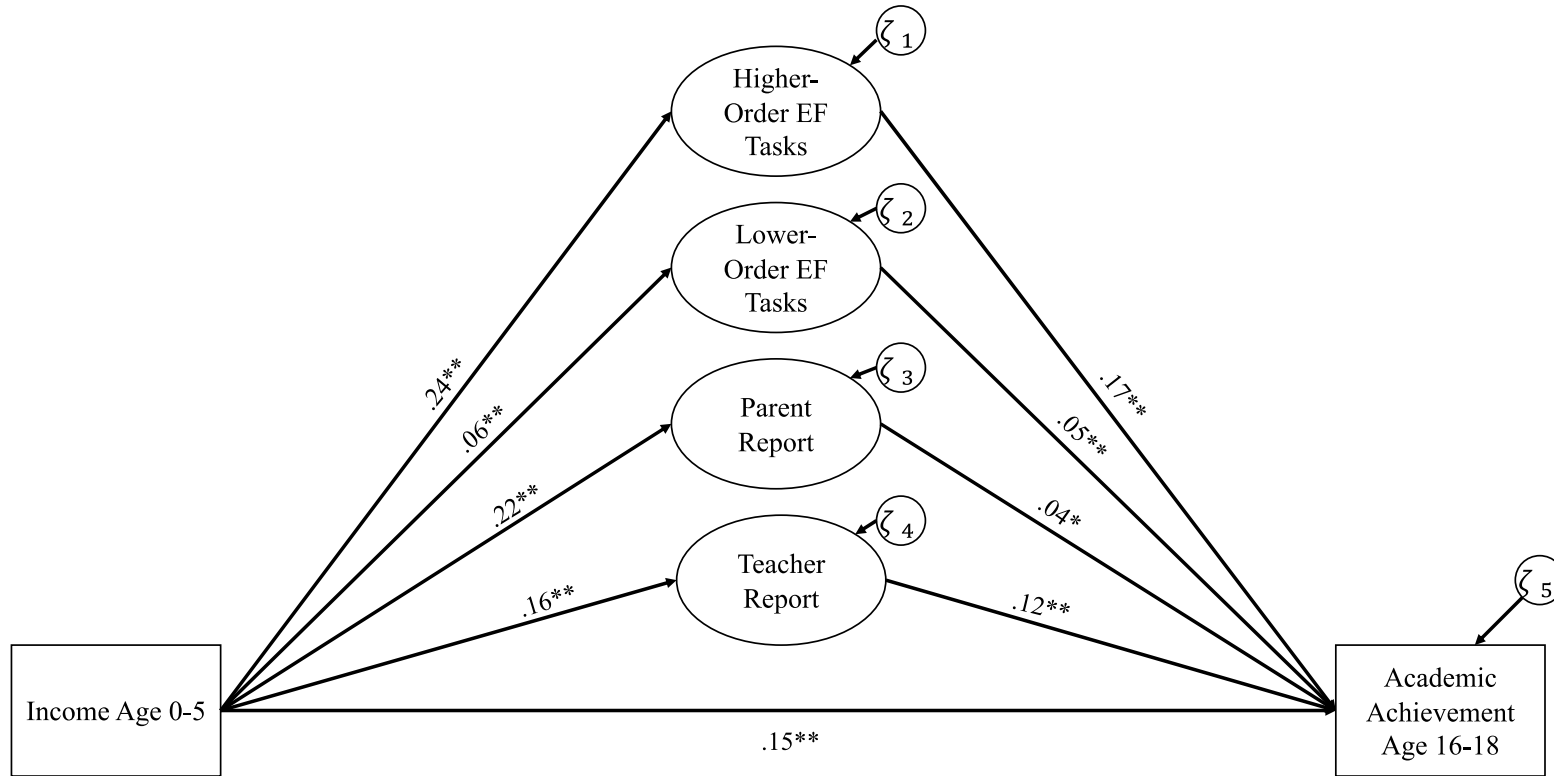 ζ 1
Higher-
Order EF
Tasks
ζ 2
Lower-
Order EF
Tasks
ζ 3
Parent
Report
ζ 4
Teacher
Report
.24**
.06**
.22**
.16**
.17**
.05**
.04*
.12**
ζ 5
Income Age 0-5
.15**
Academic
Achievement
Age 16-18